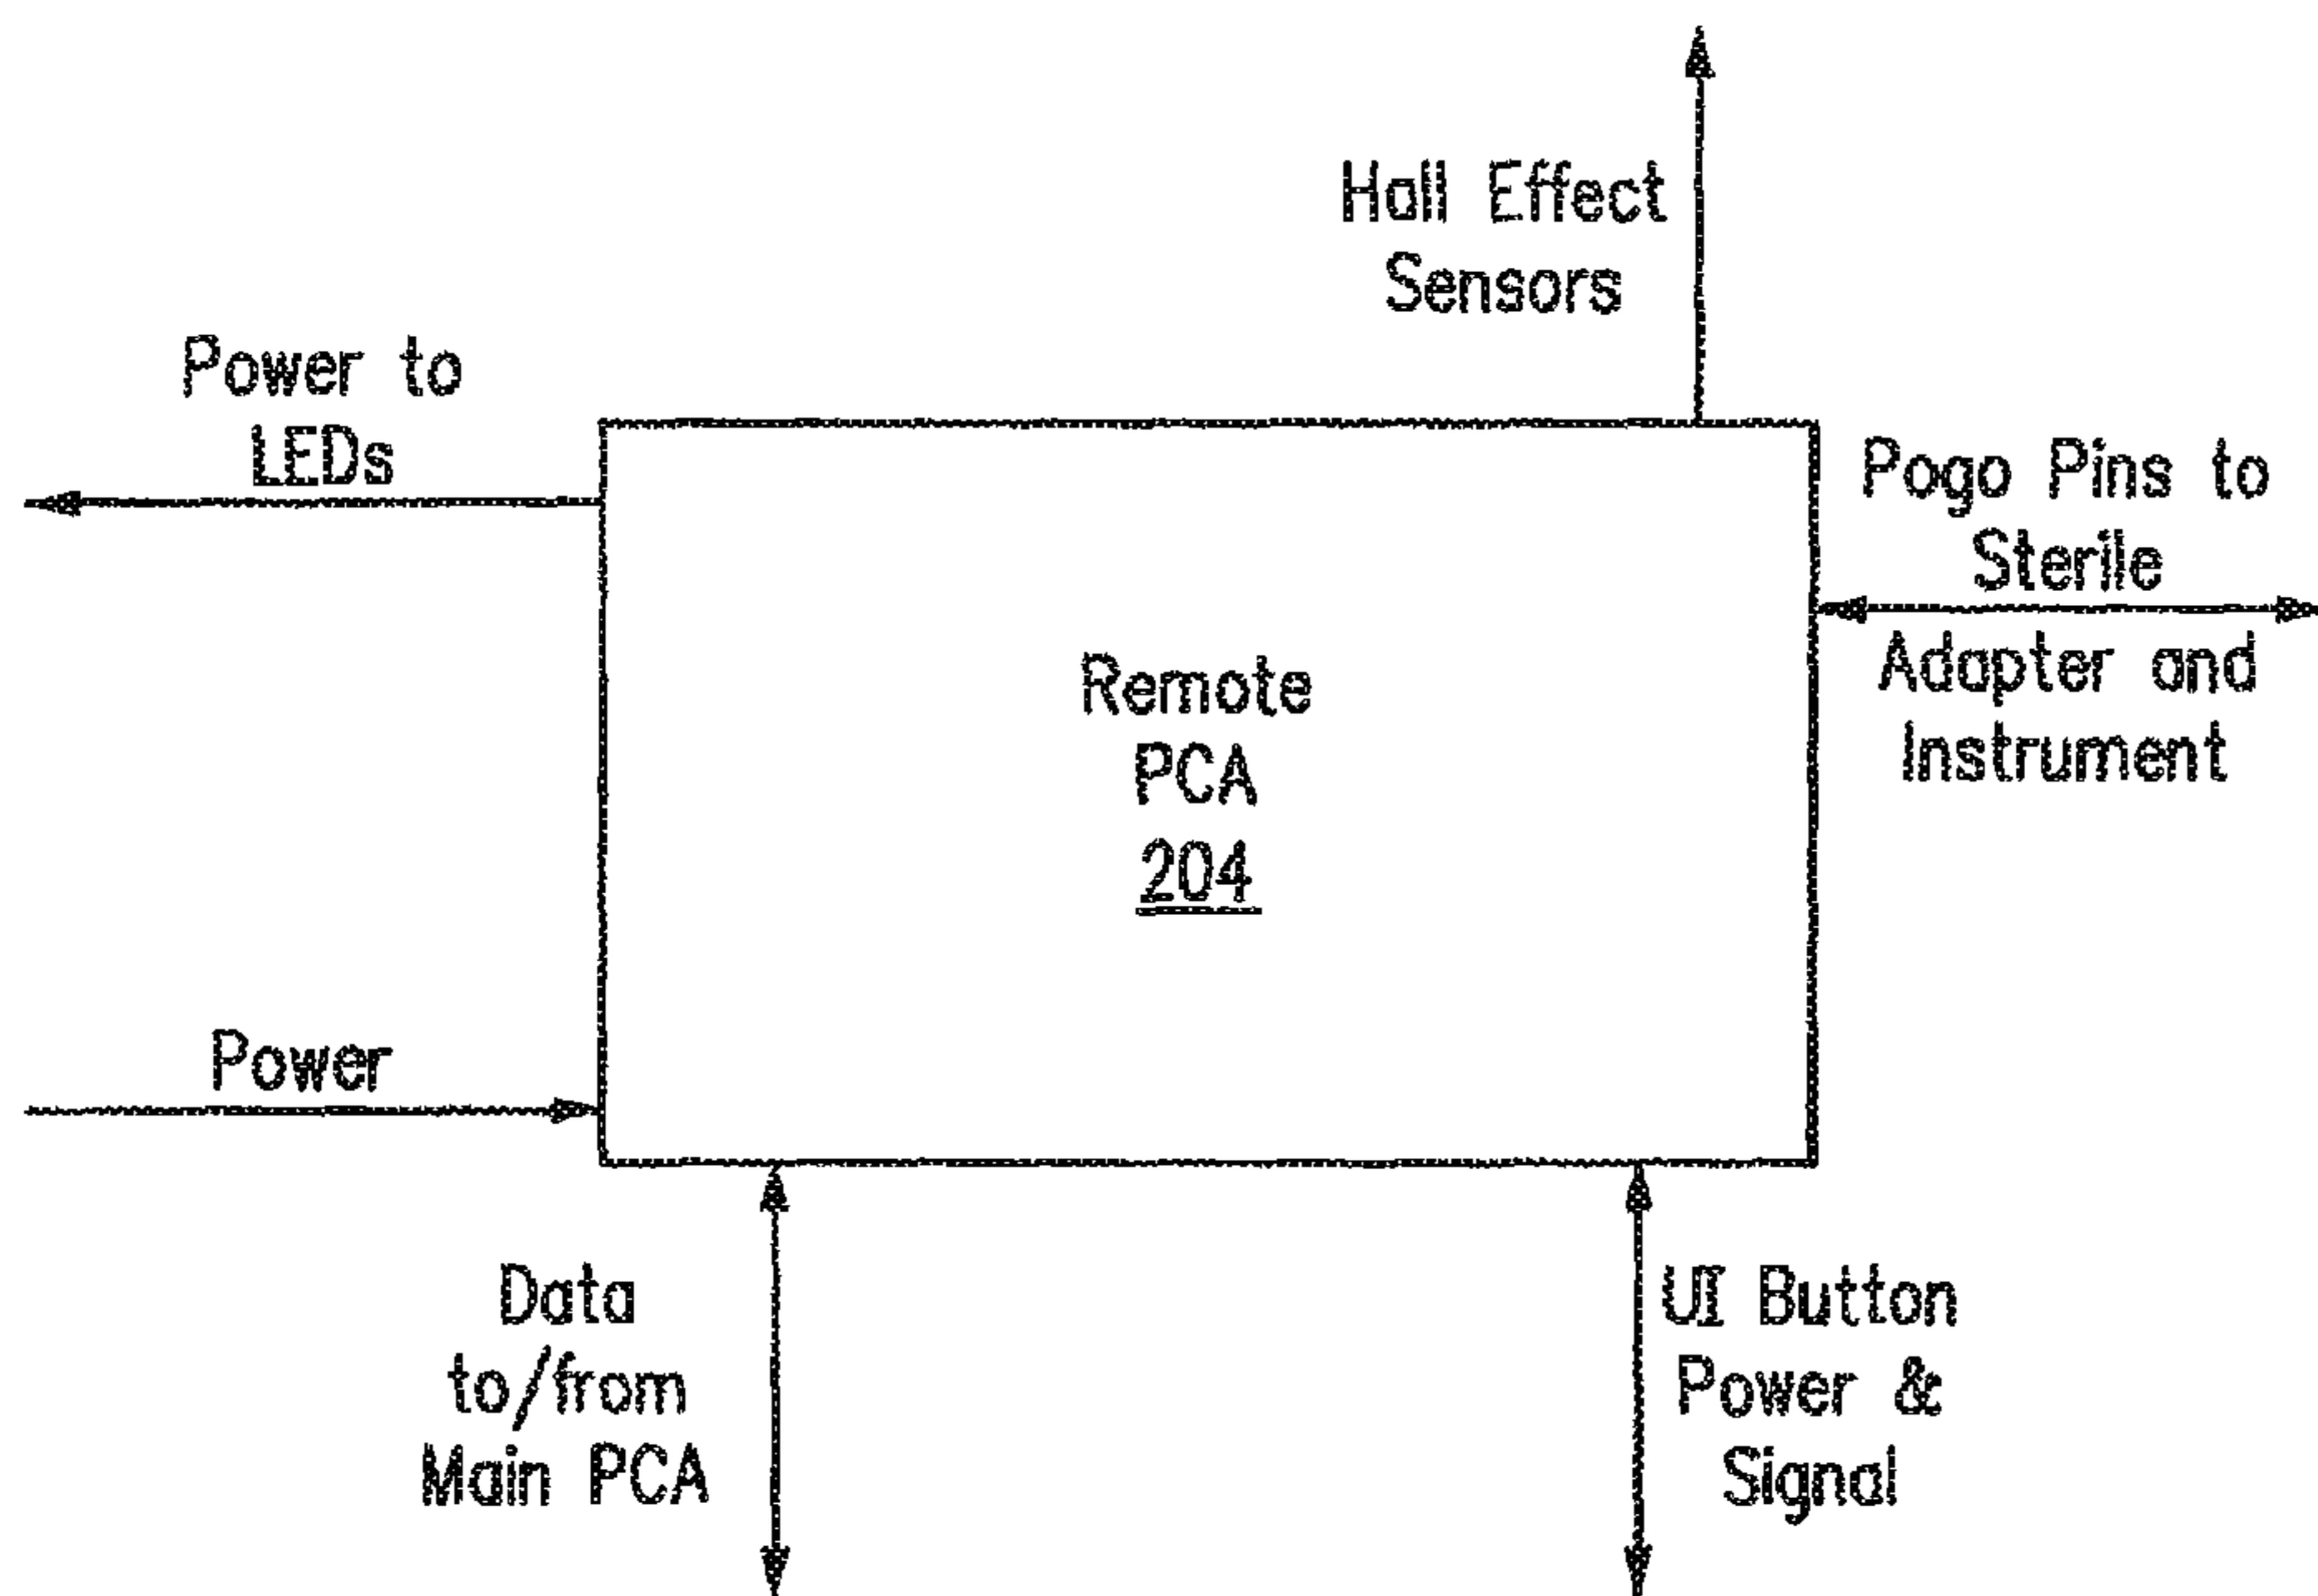 Hall Effect
Sensors
Power to
LEDs
Pogo Pins to
Sterile
Adapter and
Instrument
Remote
PCA
204
Power
Data
to/from
Main PCA
UI Button
Power &
Signal